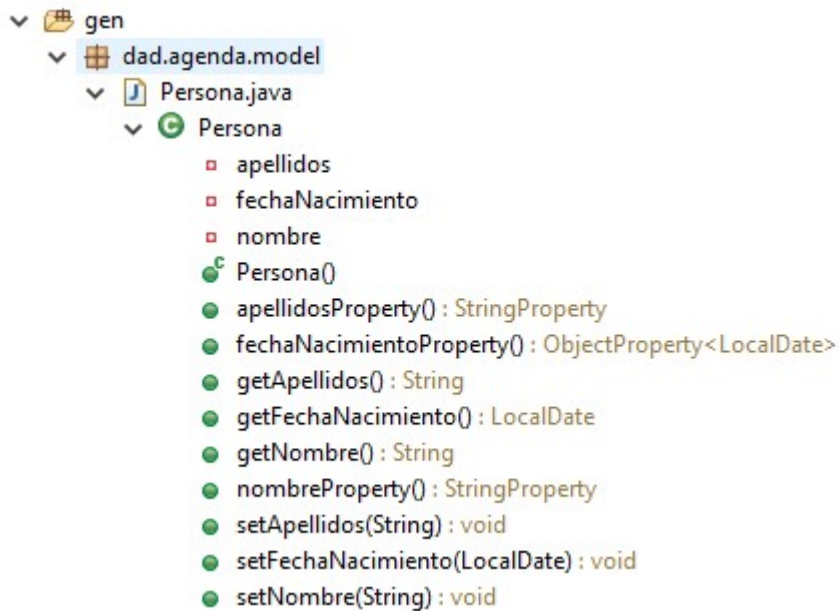 gen
dad.agenda.model
Persona.java
Persona
apellidos
fechaNacimiento
nombre
Persona()
apellidosProperty() : StringProperty
fechaNacimientoProperty() : ObjectProperty<LocalDate>
getApellidos() : String
getFechaNacimiento() : LocalDate
getNombre() : String
nombreProperty() : StringProperty
setApellidos(String) : void
setFechaNacimiento(LocalDate) : void
setNombre(String) : void